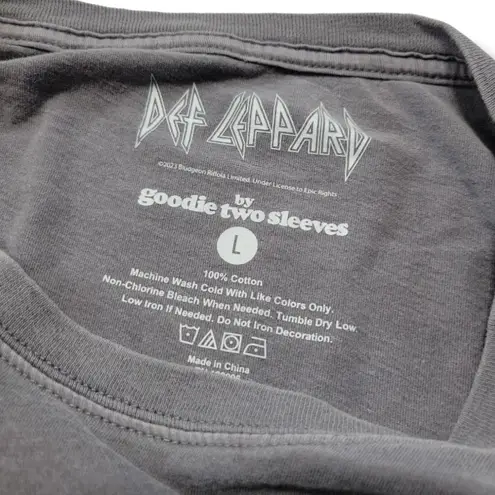 DEF LEPPARD
©2023 Bludgeon Riffola Limited. Under License to Epic Rights
by
goodie two sleeves
L
100% Cotton
Machine Wash Cold With Like Colors Only.
Non-Chlorine Bleach When Needed. Tumble Dry Low.
Low Iron If Needed. Do Not Iron Decoration.
Made in China